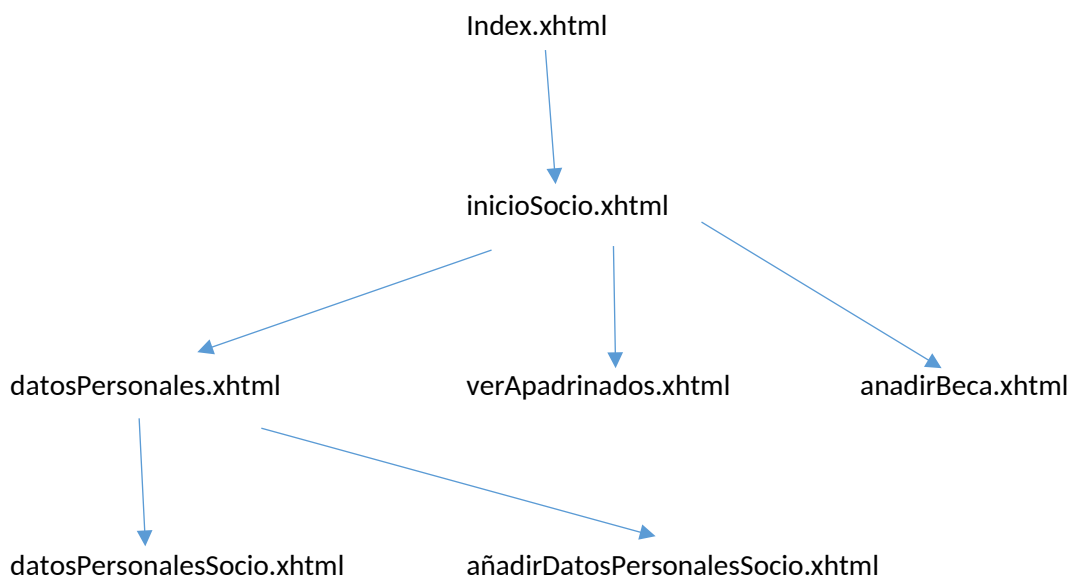 Index.xhtml
inicioSocio.xhtml
datosPersonales.xhtml
verApadrinados.xhtml
anadirBeca.xhtml
datosPersonalesSocio.xhtml
añadirDatosPersonalesSocio.xhtml